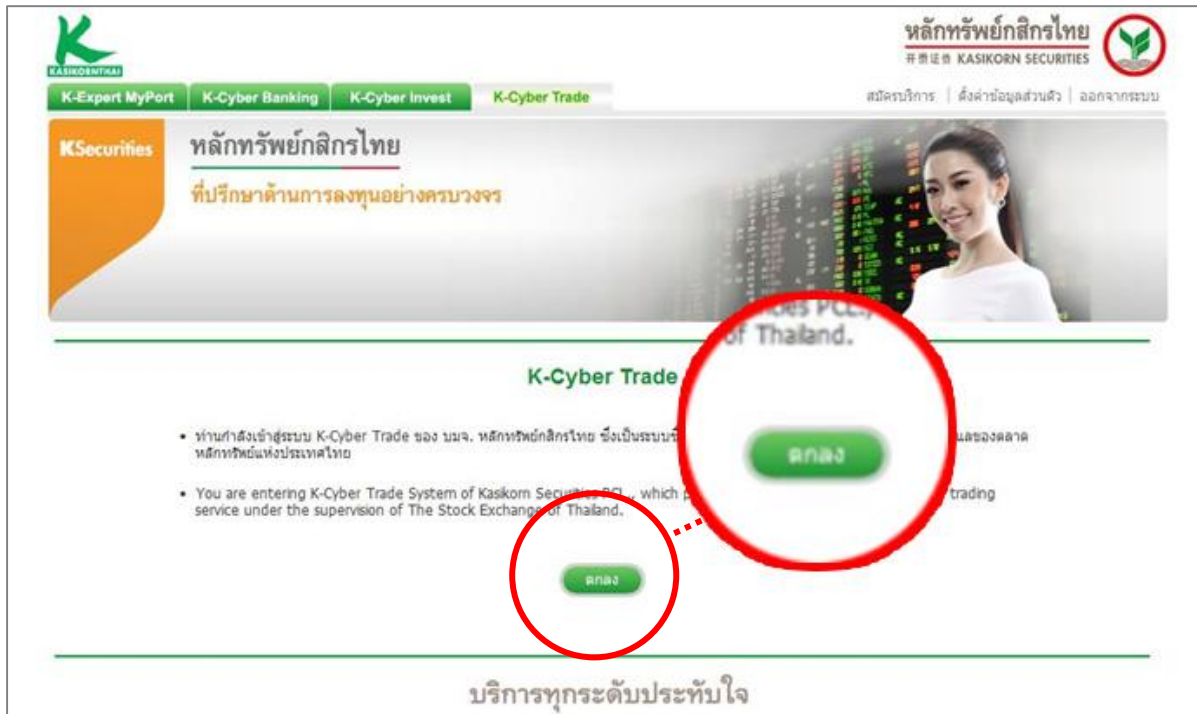 K
KASIKORNTHAI
หลักทรัพย์กสิกรไทย
开泰证券 KASIKORN SECURITIES
K-Expert MyPort
K-Cyber Banking
K-Cyber Invest
K-Cyber Trade
สมัครบริการ | ตั้งค่าข้อมูลส่วนตัว | ออกจากระบบ
KSecurities
หลักทรัพย์กสิกรไทย
ที่ปรึกษาด้านการลงทุนอย่างครบวงจร
PCL.,
of Thailand.
K-Cyber Trade
• ท่านกำลังเข้าสู่ระบบ K-Cyber Trade ของ บมจ. หลักทรัพย์กสิกรไทย ซึ่งเป็นระบบ
หลักทรัพย์แห่งประเทศไทย
ตกลง
• You are entering K-Cyber Trade System of Kasikorn Securities PCL., which
trading
service under the supervision of The Stock Exchange of Thailand.
ตกลง
บริการทุกระดับประทับใจ